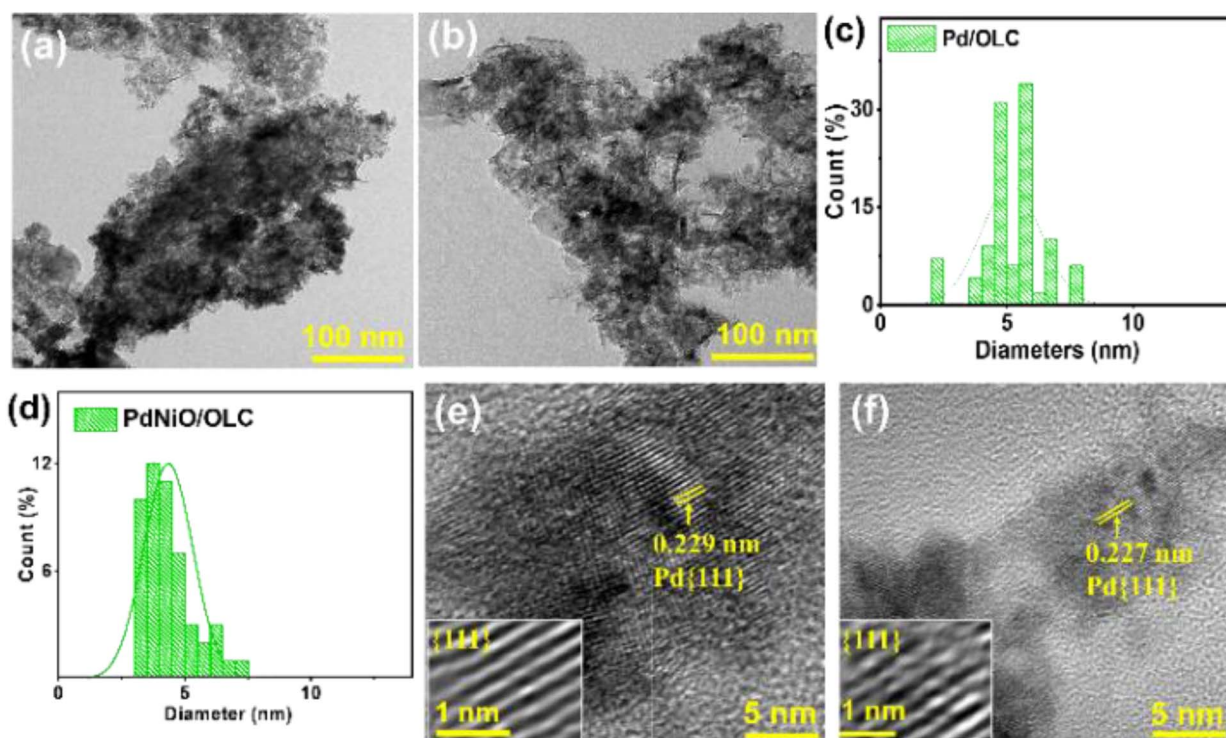 (a)
100 nm
(b)
100 nm
(c)
Pd/OLC
Count (%)
30
15
0
0
5
10
Diameters (nm)
(d)
PdNiO/OLC
Count (%)
12
6
0
5
10
Diameter (nm)
(e)
0.229 nm
Pd{111}
{111}
1 nm
5 nm
(f)
0.227 nm
Pd{111}
{111}
1 nm
5 nm